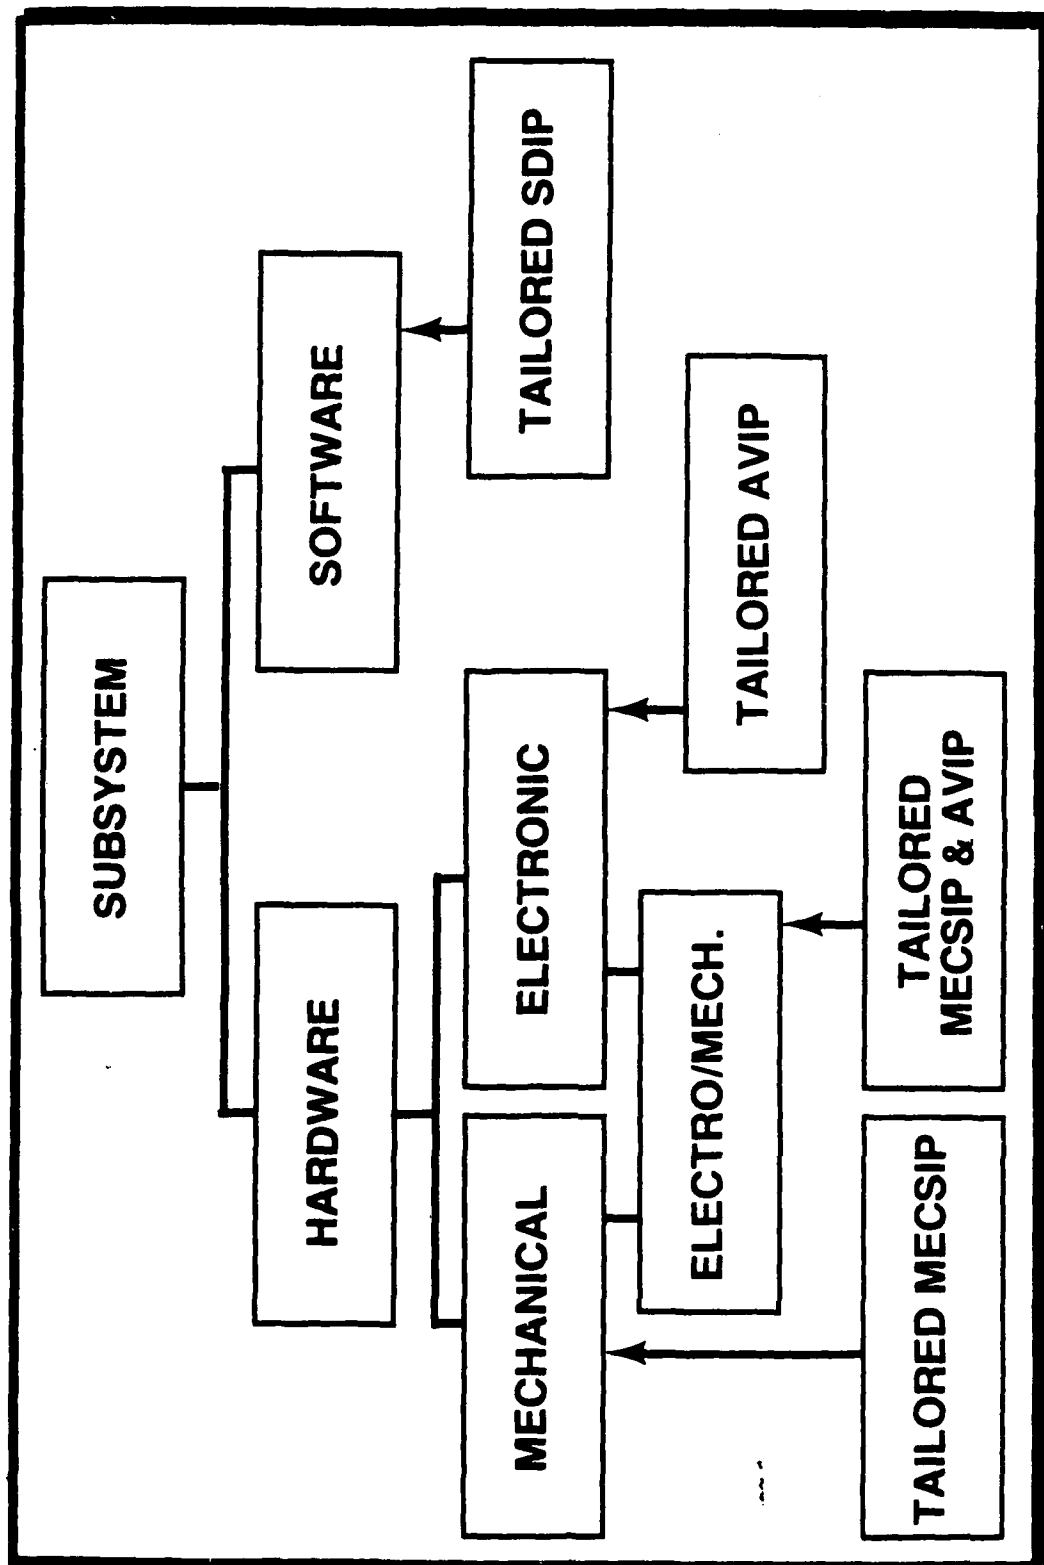 SUBSYSTEM
HARDWARE
SOFTWARE
MECHANICAL
ELECTRONIC
TAILORED SDIP
ELECTRO/MECH.
TAILORED AVIP
TAILORED MECSIP
TAILORED
MECSIP & AVIP